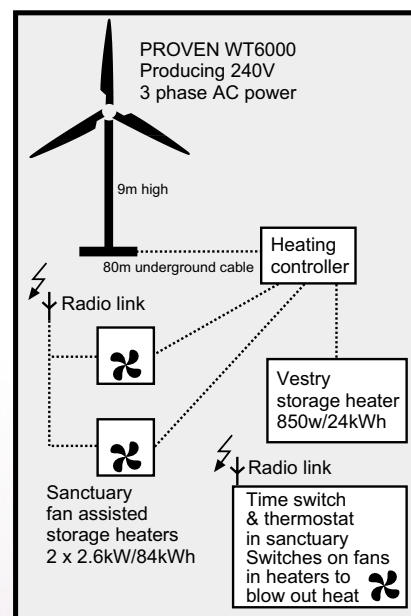 PROVEN WT6000
Producing 240V
3 phase AC power
9m high
80m underground cable
Heating
controller
Radio link
Vestry
storage heater
850w/24kWh
Sanctuary
fan assisted
storage heaters
2 x 2.6kW/84kWh
Radio link
Time switch
& thermostat
in sanctuary
Switches on fans
in heaters to
blow out heat